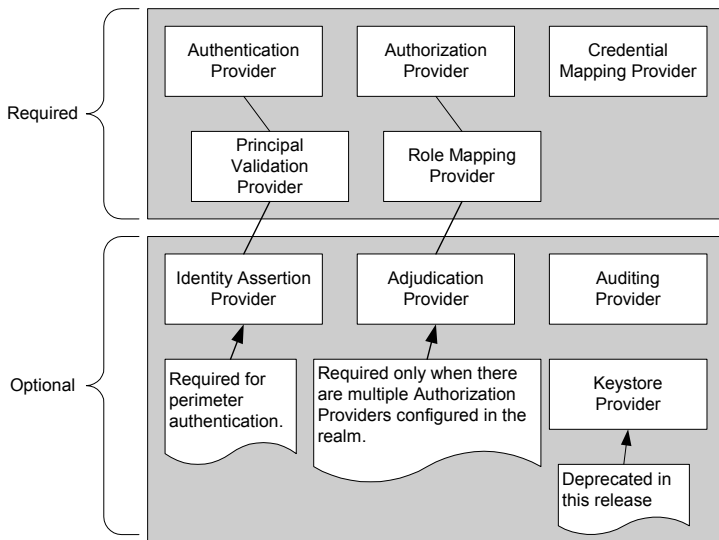 Required
Authentication
Provider
Authorization
Provider
Credential
Mapping Provider
Principal
Validation
Provider
Role Mapping
Provider
Optional
Identity Assertion
Provider
Adjudication
Provider
Auditing
Provider
Required for
perimeter
authentication.
Required only when there
are multiple Authorization
Providers configured in the
realm.
Keystore
Provider
Deprecated in
this release